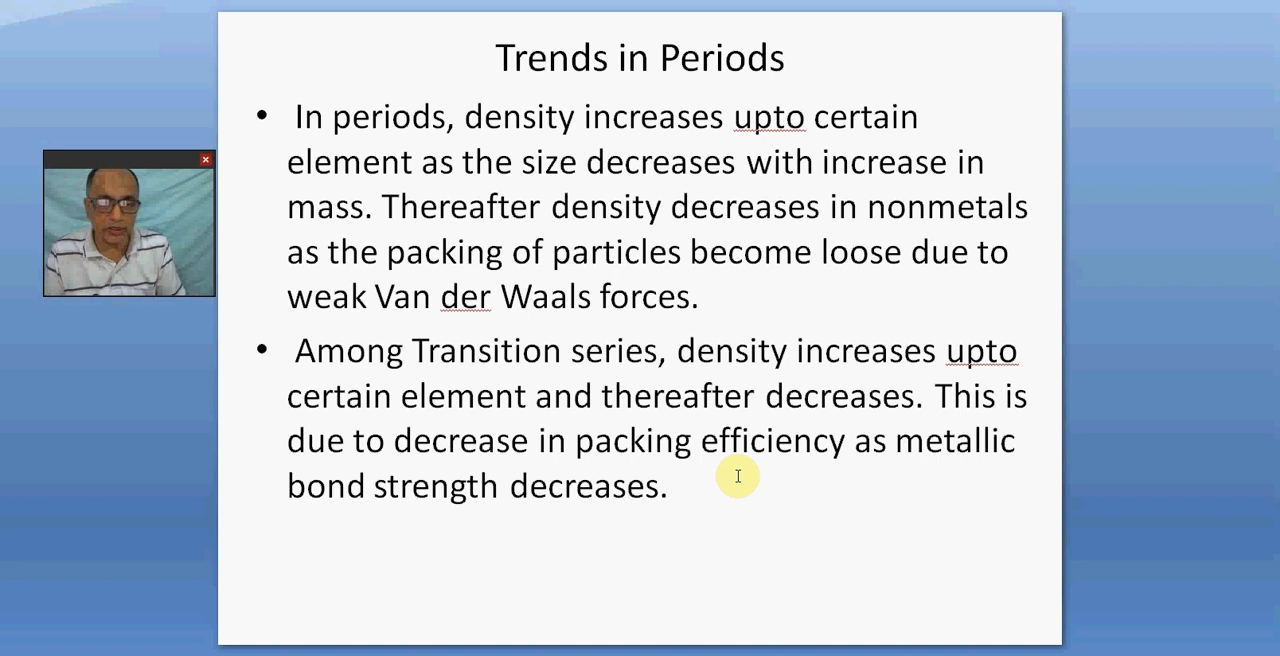 Trends in Periods
• In periods, density increases upto certain
element as the size decreases with increase in
mass. Thereafter density decreases in nonmetals
as the packing of particles become loose due to
weak Van der Waals forces.
• Among Transition series, density increases upto
certain element and thereafter decreases. This is
due to decrease in packing efficiency as metallic
bond strength decreases.